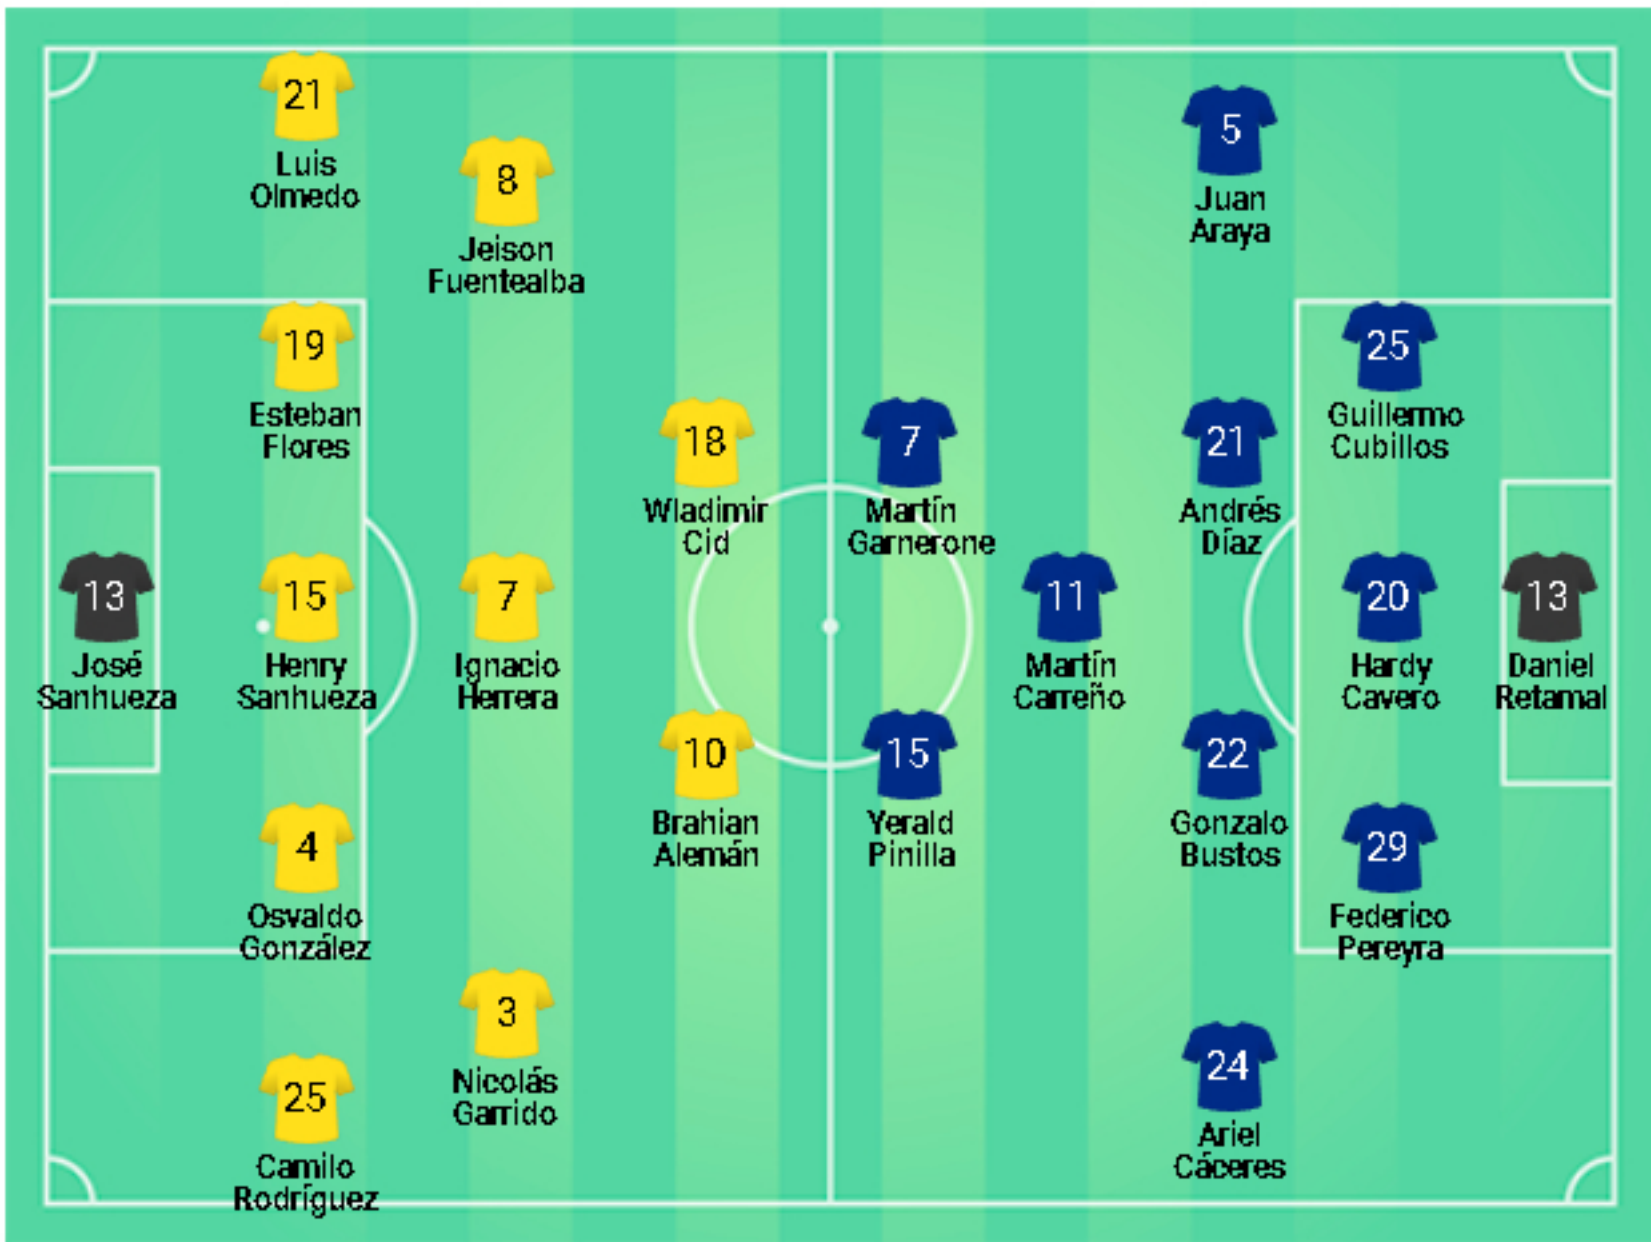 21
Luis
Olmedo
8
Jeison
Fuentealba
19
Esteban
Flores
13
José
Sanhueza
15
Henry
Sanhueza
7
Ignacio
Herrera
4
Osvaldo
González
3
Nicolás
Garrido
25
Camilo
Rodríguez
18
Wladimir
Cid
10
Brahian
Alemán
7
Martín
Garnerone
15
Yerald
Pinilla
11
Martín
Carreño
5
Juan
Araya
21
Andrés
Díaz
22
Gonzalo
Bustos
24
Ariel
Cáceres
25
Guillermo
Cubillos
20
Hardy
Cavero
29
Federico
Pereyra
13
Daniel
Retamal